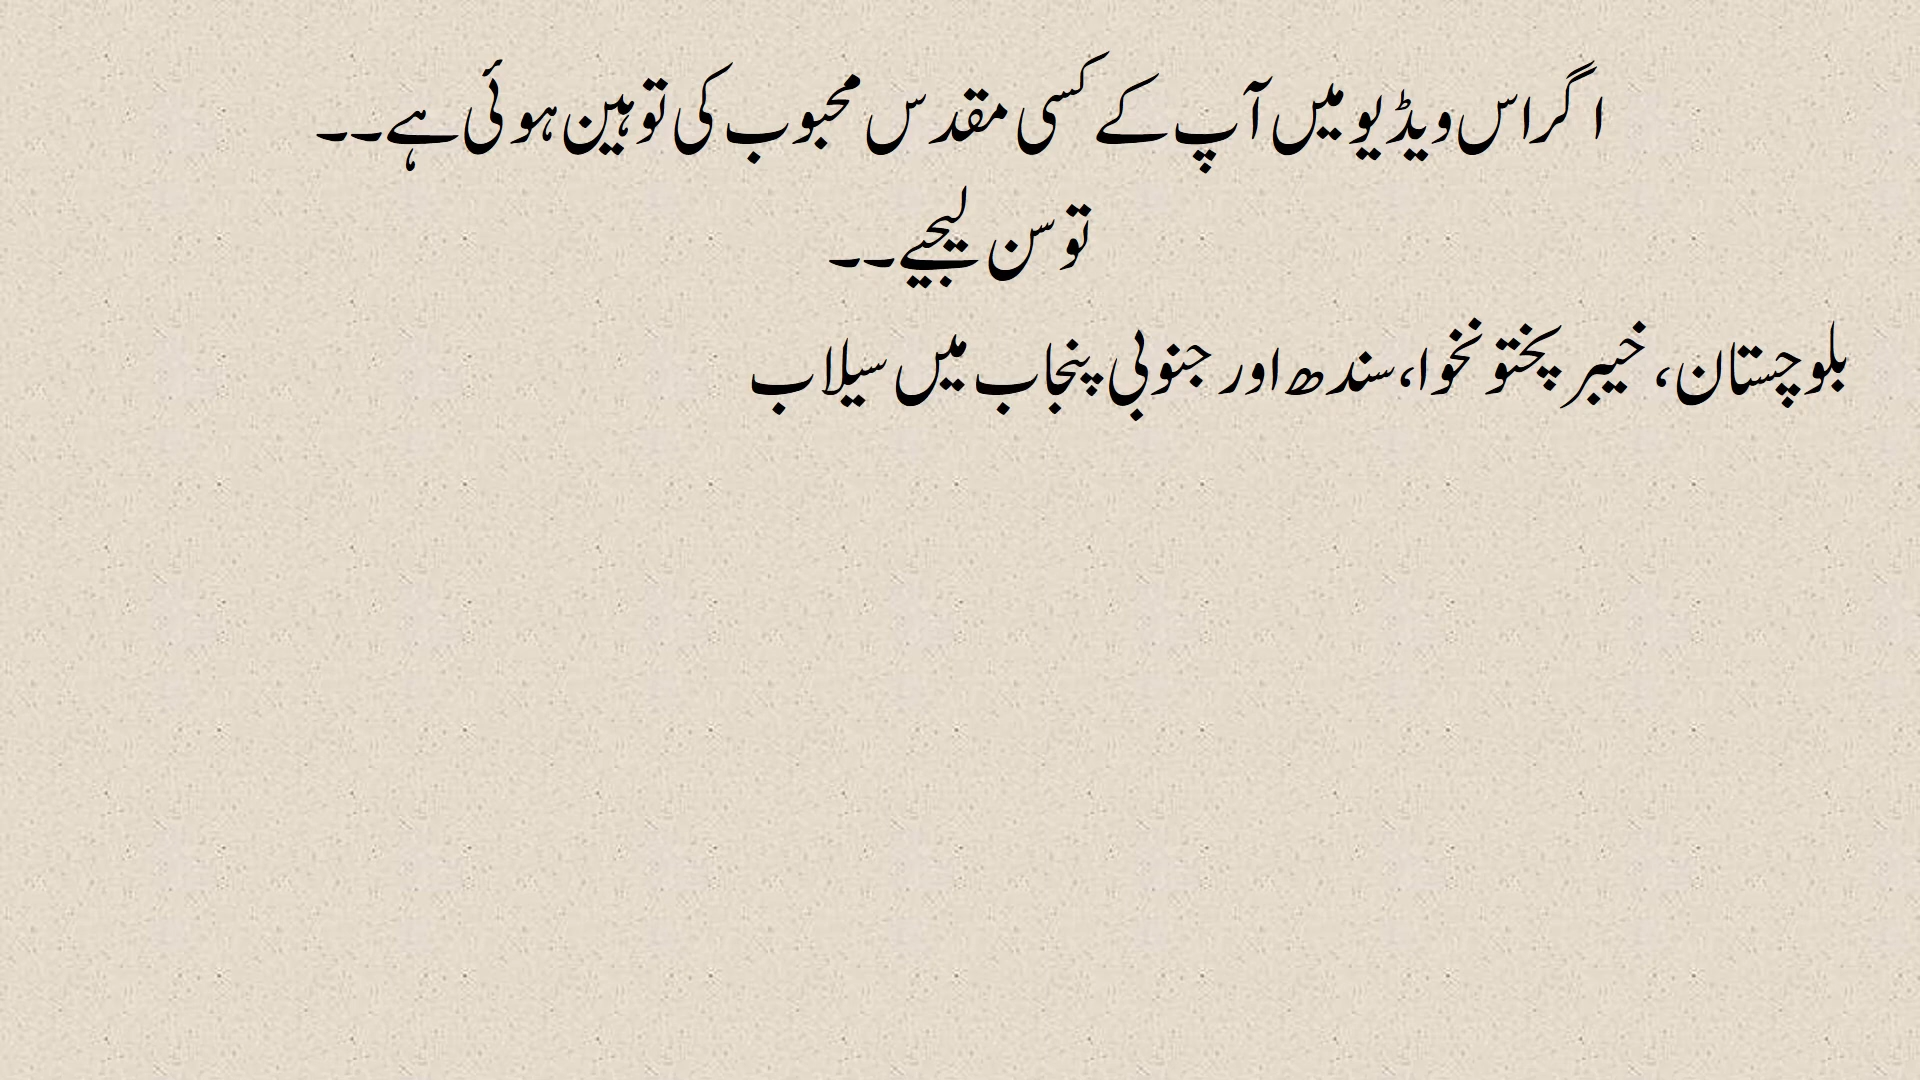 اگر اس ویڈیو میں آپ کے کسی مقدس محبوب کی توہین ہوئی ہے۔۔
تو سن لیجیے۔۔
بلوچستان، خیبر پختونخوا، سندھ اور جنوبی پنجاب میں سیلاب